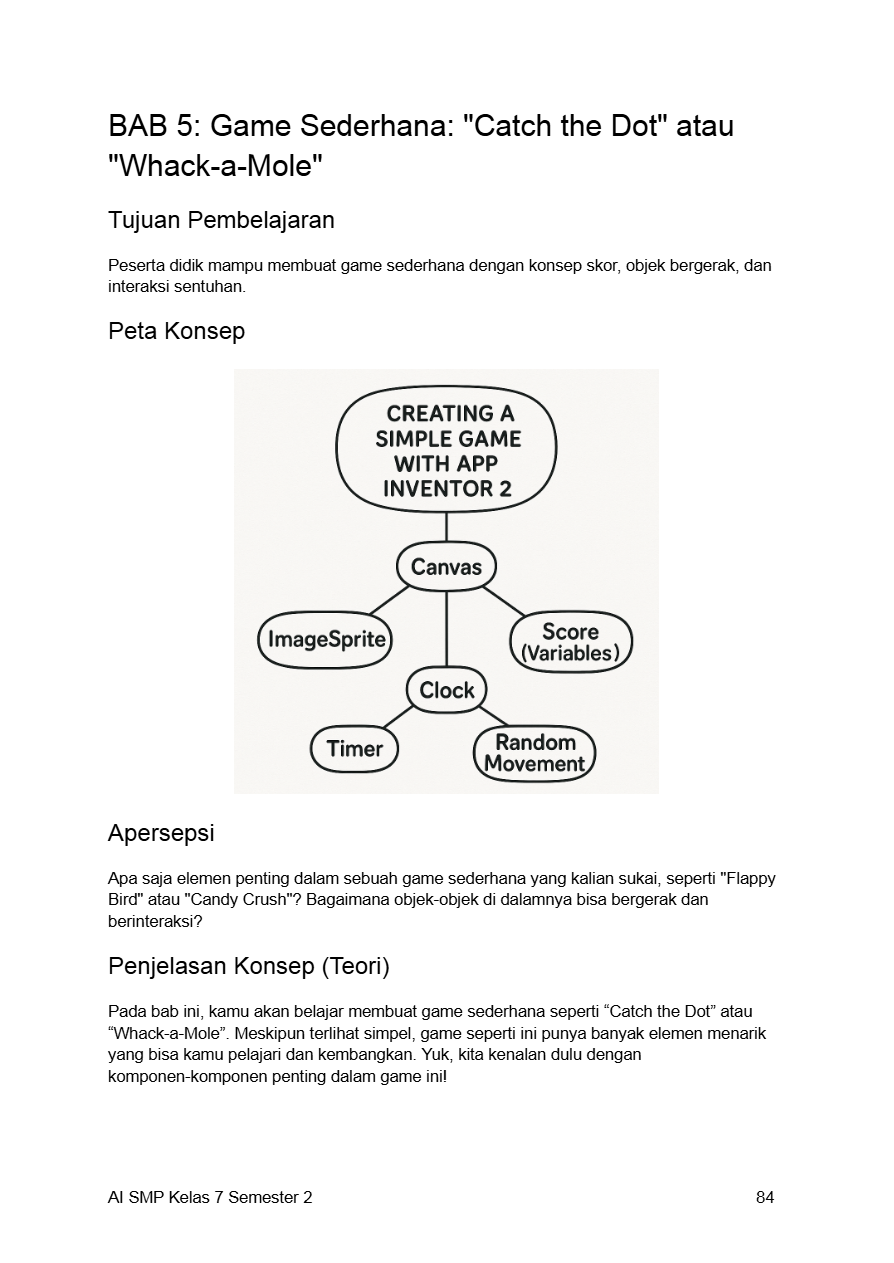 BAB 5: Game Sederhana: "Catch the Dot" atau
"Whack-a-Mole"
Tujuan Pembelajaran
Peserta didik mampu membuat game sederhana dengan konsep skor, objek bergerak, dan
interaksi sentuhan.
Peta Konsep
CREATING A
SIMPLE GAME
WITH APP
INVENTOR 2
Canvas
ImageSprite
Score
(Variables)
Clock
Timer
Random
Movement
Apersepsi
Apa saja elemen penting dalam sebuah game sederhana yang kalian sukai, seperti "Flappy
Bird" atau "Candy Crush"? Bagaimana objek-objek di dalamnya bisa bergerak dan
berinteraksi?
Penjelasan Konsep (Teori)
Pada bab ini, kamu akan belajar membuat game sederhana seperti “Catch the Dot” atau
“Whack-a-Mole”. Meskipun terlihat simpel, game seperti ini punya banyak elemen menarik
yang bisa kamu pelajari dan kembangkan. Yuk, kita kenalan dulu dengan
komponen-komponen penting dalam game ini!
AI SMP Kelas 7 Semester 2 84